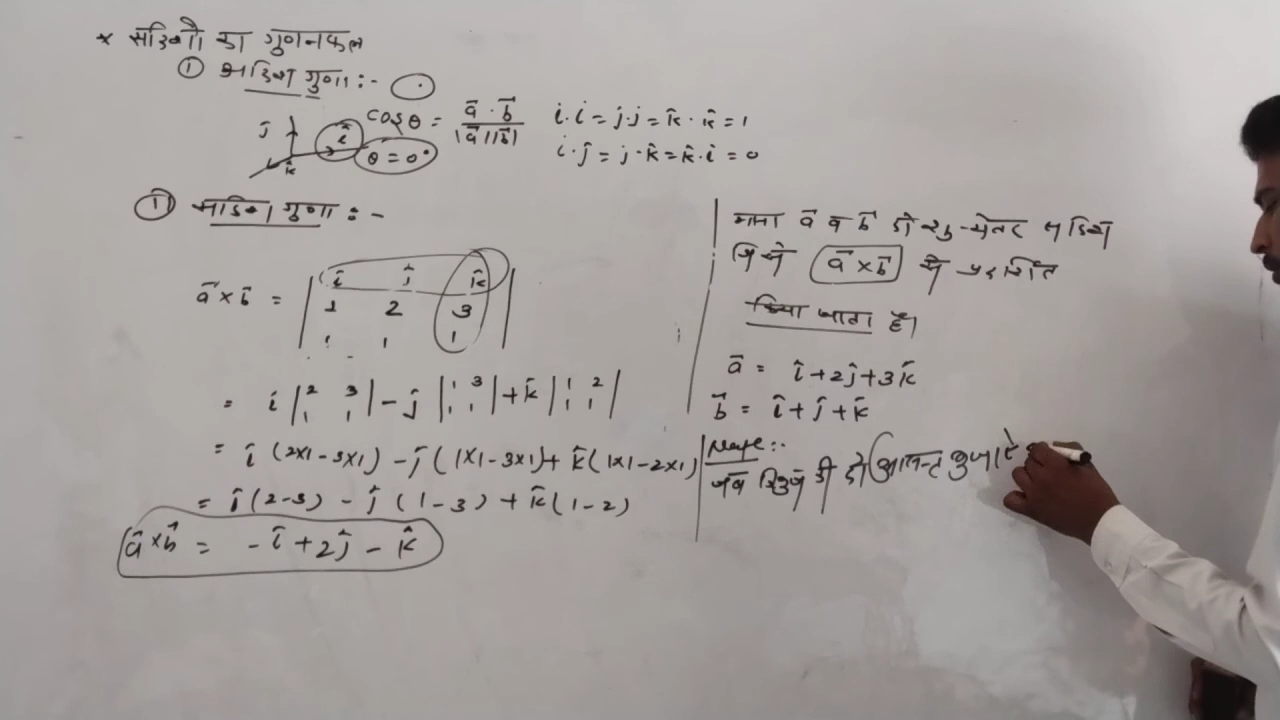 * सदिशों का गुणनफल
① अदिश गुणा :- ⊙
ĵ î k̂ cosθ = a⃗ · b⃗ / |a⃗||b⃗| i·i = j·j = k̂·k̂ = 1
θ = 0° i·ĵ = j·k̂ = k̂·i = 0
① सदिश गुणा :-
a⃗ × b⃗ = | î ĵ k̂ |
| 1 2 3 |
| 1 1 1 |
= i |2 3| - j |1 3| + k̂ |1 2|
|1 1| |1 1| |1 1|
= î (2×1 - 3×1) - ĵ (1×1 - 3×1) + k̂ (1×1 - 2×1)
= î (2-3) - ĵ (1-3) + k̂ (1-2)
a⃗ × b⃗ = - î + 2ĵ - k̂
माना a⃗ व b⃗ दो सदिश
जिसे a⃗ × b⃗ से प्रदर्शित
किया जाता है।
a⃗ = î + 2ĵ + 3k̂
b⃗ = î + ĵ + k̂
Note :-
जब की दो आसन्न भुजाऐ